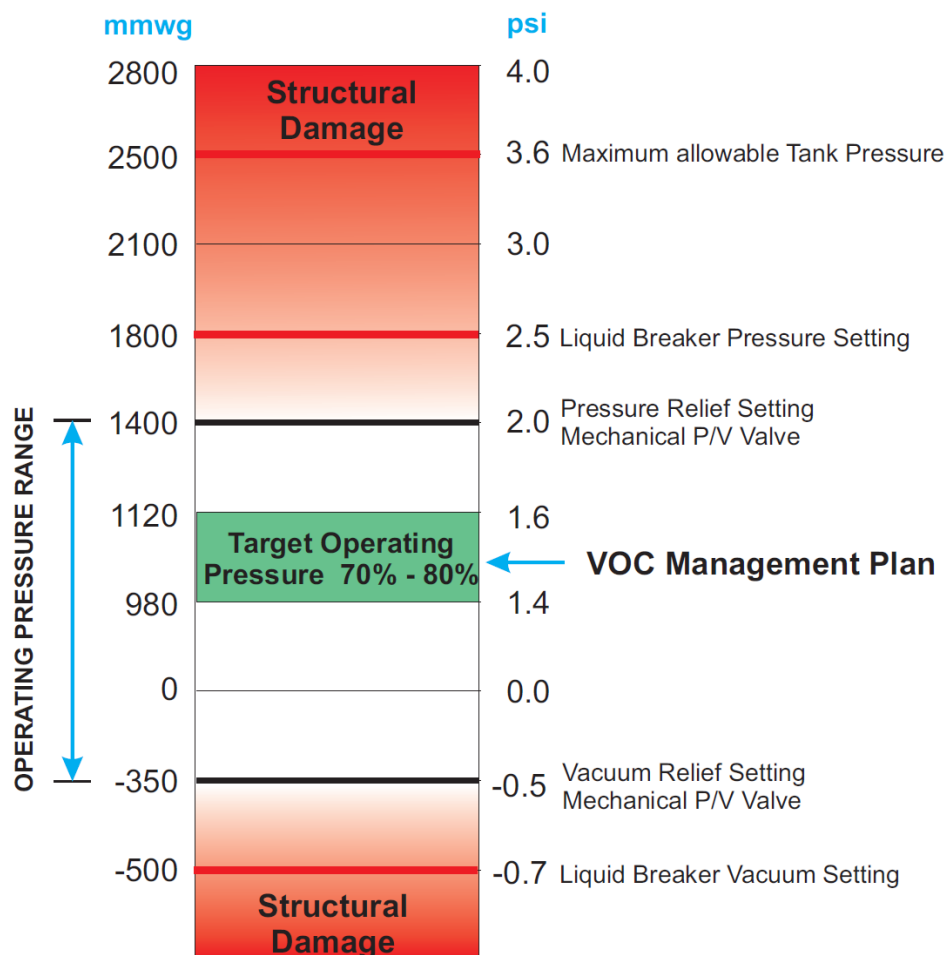 mmwg
psi
2800
Structural
Damage
4.0
2500
3.6 Maximum allowable Tank Pressure
2100
3.0
1800
2.5 Liquid Breaker Pressure Setting
OPERATING PRESSURE RANGE
1400
2.0 Pressure Relief Setting
Mechanical P/V Valve
1120
1.6
Target Operating
Pressure 70% - 80%
VOC Management Plan
980
1.4
0
0.0
-350
-0.5 Vacuum Relief Setting
Mechanical P/V Valve
-500
-0.7 Liquid Breaker Vacuum Setting
Structural
Damage